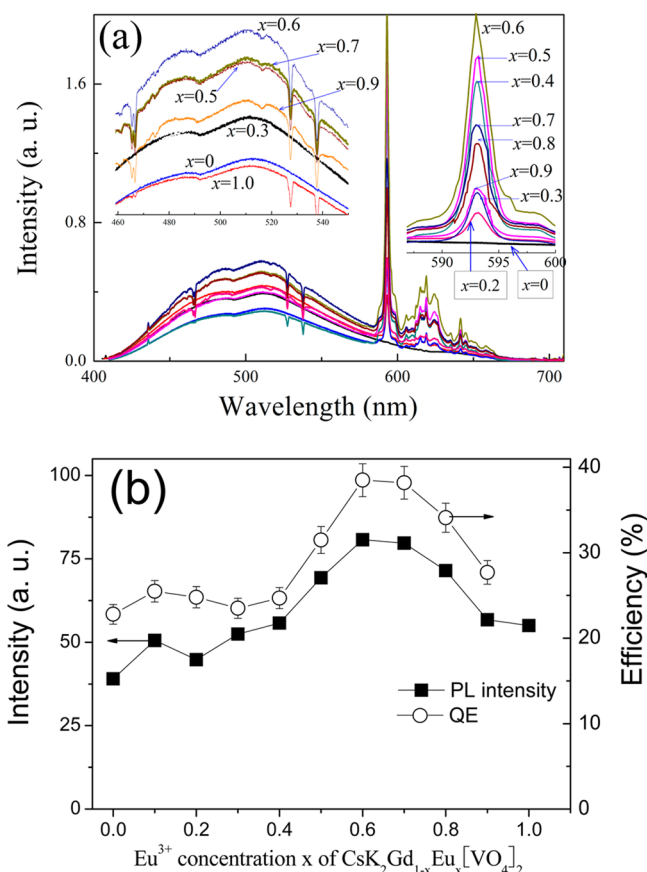 (a)
Intensity (a. u.)
1.6
0.8
0.0
400
500
600
700
Wavelength (nm)
x=0.6
x=0.7
x=0.5
x=0.9
x=0.3
x=0
x=1.0
460
480
500
520
540
x=0.6
x=0.5
x=0.4
x=0.7
x=0.8
x=0.9
x=0.3
x=0.2
x=0
590
595
600
(b)
Intensity (a. u.)
100
75
50
25
0
Efficiency (%)
40
30
20
10
0
PL intensity
QE
0.0 0.2 0.4 0.6 0.8 1.0
Eu³⁺ concentration x of CsK₂Gd₁₋ₓEuₓ[VO₄]₂